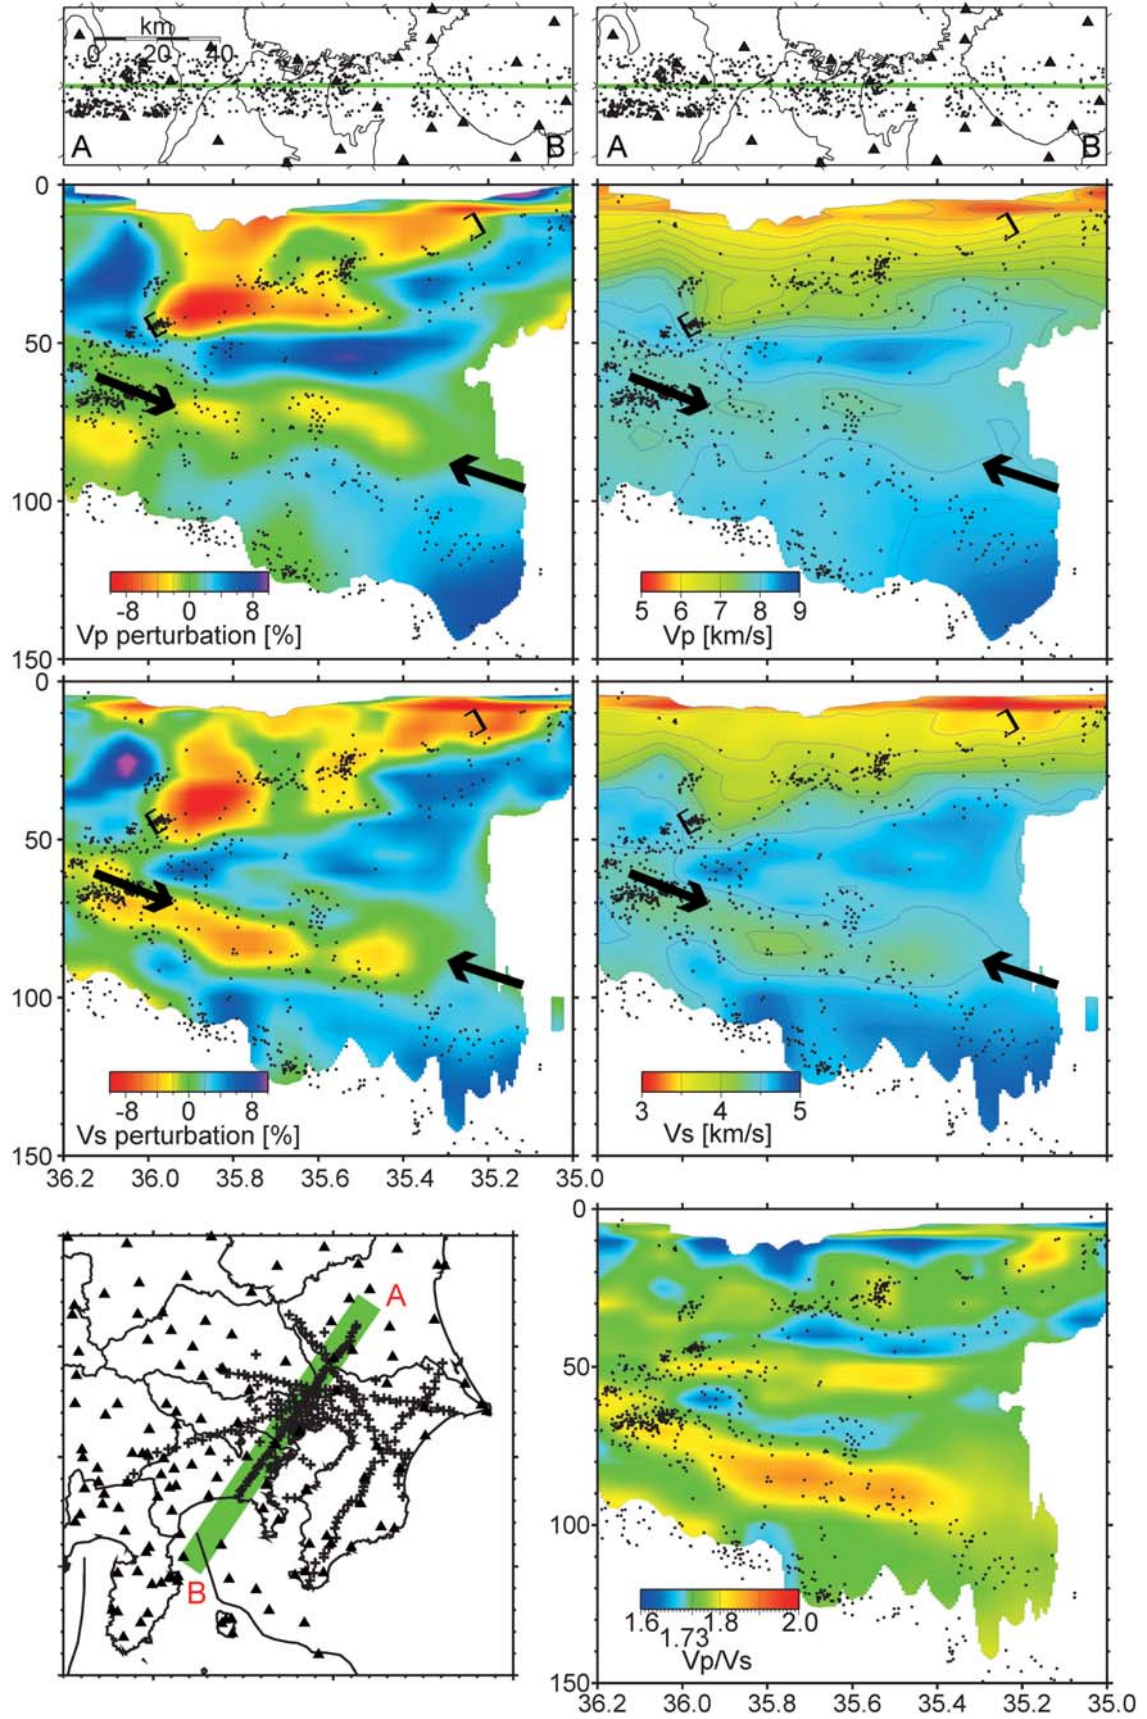 km
0 20 40
A B
A B
0
50
100
150
-8 0 8
Vp perturbation [%]
5 6 7 8 9
Vp [km/s]
0
50
100
150
-8 0 8
Vs perturbation [%]
36.2 36.0 35.8 35.6 35.4 35.2 35.0
3 4 5
Vs [km/s]
A
B
0
50
100
150
1.6 1.8 2.0
1.73
Vp/Vs
36.2 36.0 35.8 35.6 35.4 35.2 35.0